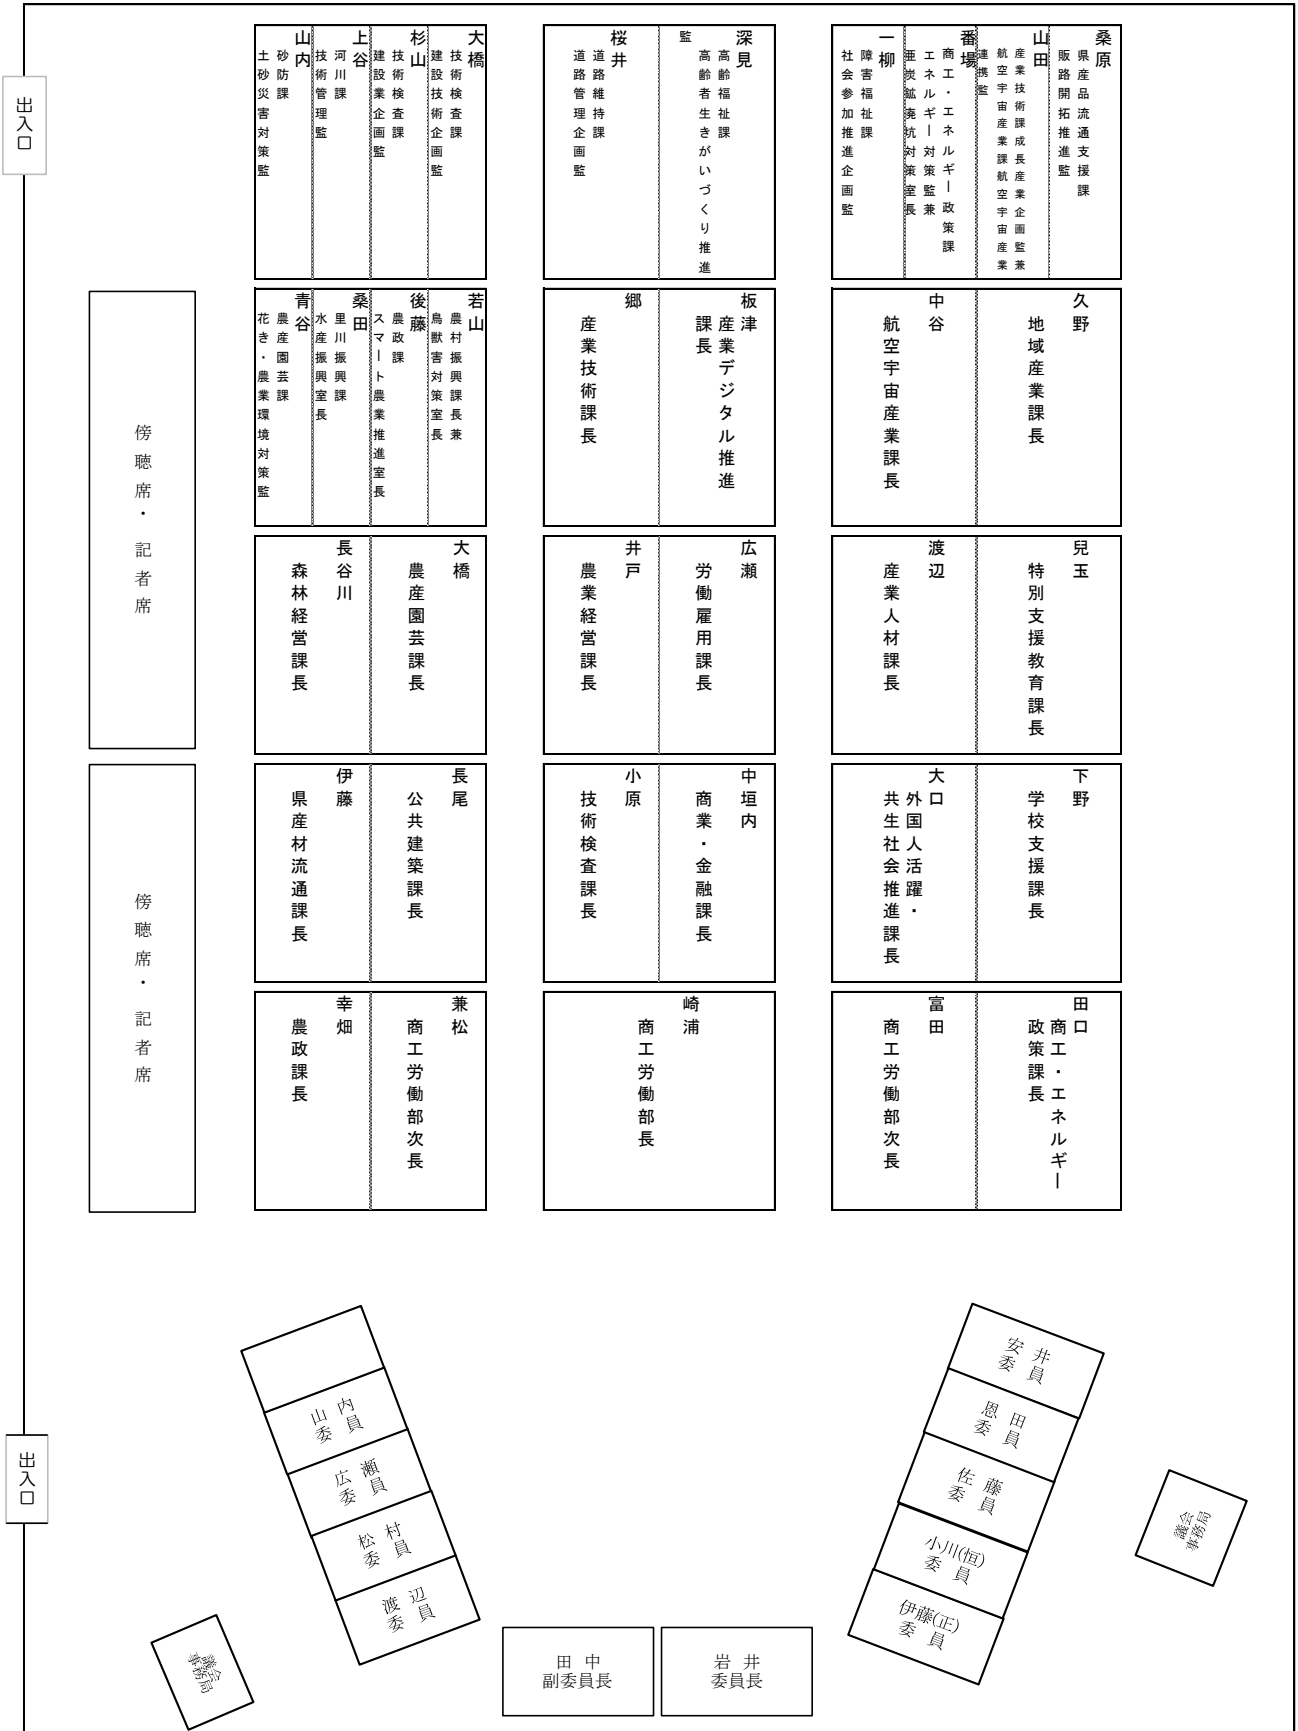 出入口
桑原
県産品流通支援課
販路開拓推進監
山田
産業技術課成長産業企画監兼
航空宇宙産業課航空宇宙産業
連携監
番場
商工・エネルギー政策課
エネルギー対策監兼
亜炭鉱廃坑対策室長
一柳
障害福祉課
社会参加推進企画監
深見
高齢福祉課
高齢者生きがいづくり推進
監
桜井
道路維持課
道路管理企画監
大橋
技術検査課
建設技術企画監
杉山
技術検査課
建設業企画監
上谷
河川課
技術管理監
山内
砂防課
土砂災害対策監
久野
地域産業課長
中谷
航空宇宙産業課長
板津
産業デジタル推進
課長
郷
産業技術課長
若山
農村振興課長兼
鳥獣害対策室長
後藤
農政課
スマート農業推進室長
桑田
里川振興課
水産振興室長
青谷
農産園芸課
花き・農業環境対策監
傍聴席・記者席
兒玉
特別支援教育課長
渡辺
産業人材課長
広瀬
労働雇用課長
井戸
農業経営課長
大橋
農産園芸課長
長谷川
森林経営課長
下野
学校支援課長
大口
外国人活躍・
共生社会推進課長
中垣内
商業・金融課長
小原
技術検査課長
長尾
公共建築課長
伊藤
県産材流通課長
傍聴席・記者席
田口
商工・エネルギー
政策課長
富田
商工労働部次長
崎浦
商工労働部長
兼松
商工労働部次長
幸畑
農政課長
出入口
山内
委員
広瀬
委員
松村
委員
渡辺
委員
安井
委員
恩田
委員
佐藤
委員
小川(恒)
委員
伊藤(正)
委員
議会
事務局
議会
事務局
田中
副委員長
岩井
委員長